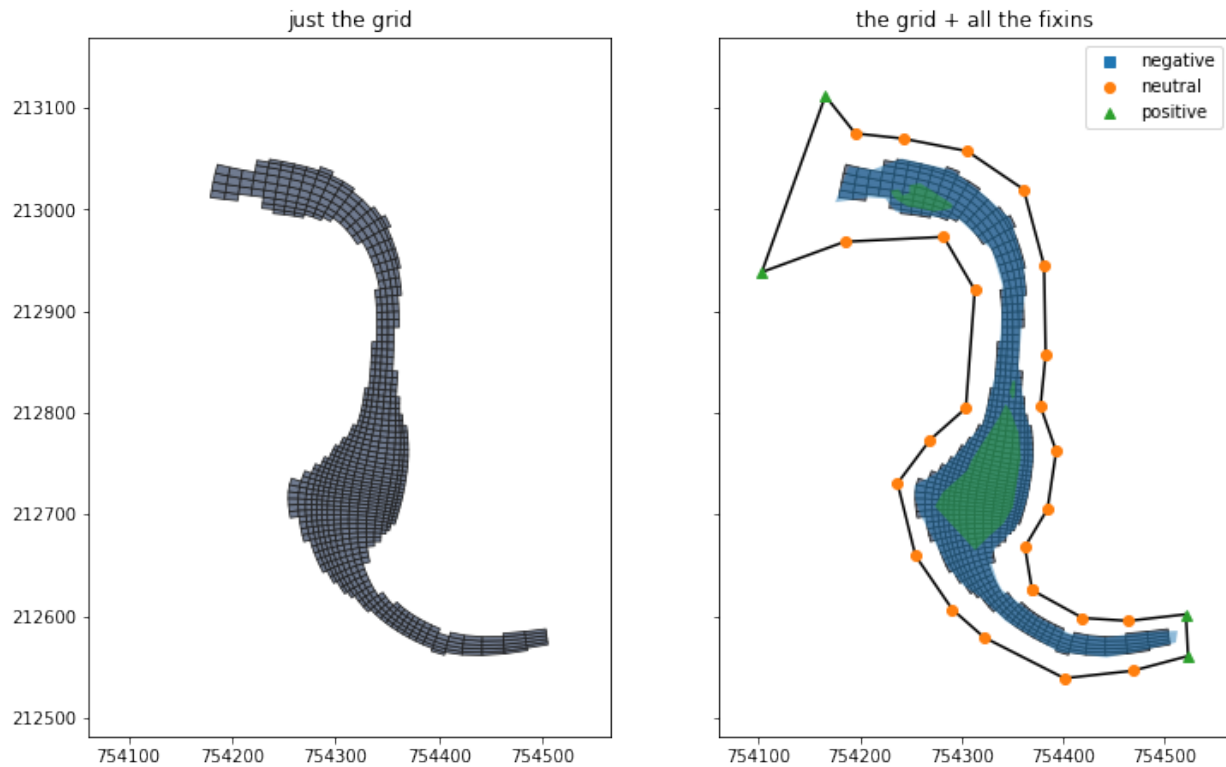 just the grid
the grid + all the fixins
negative
neutral
positive
213100
213000
212900
212800
212700
212600
212500
754100 754200 754300 754400 754500
754100 754200 754300 754400 754500